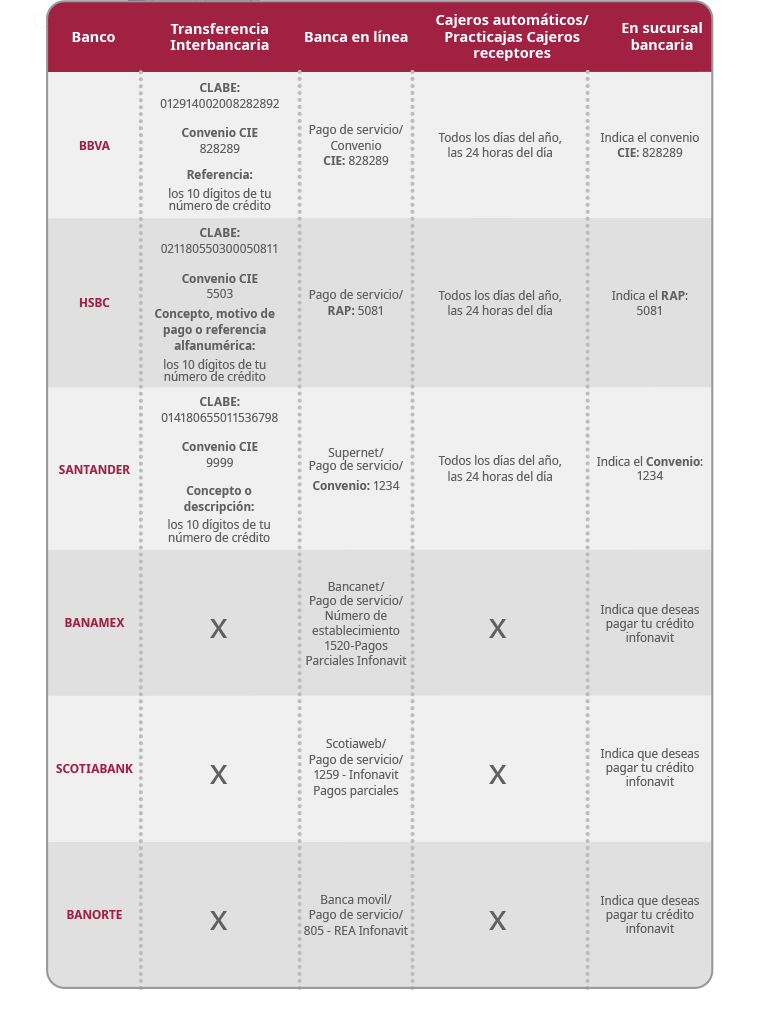 Banco
Transferencia
Interbancaria
Banca en línea
Cajeros automáticos/
Practicajas Cajeros
receptores
En sucursal
bancaria
BBVA
CLABE:
012914002008282892
Convenio CIE
828289
Referencia:
los 10 dígitos de tu
número de crédito
Pago de servicio/
Convenio
CIE: 828289
Todos los días del año,
las 24 horas del día
Indica el convenio
CIE: 828289
HSBC
CLABE:
021180550300050811
Convenio CIE
5503
Concepto, motivo de
pago o referencia
alfanumérica:
los 10 dígitos de tu
número de crédito
Pago de servicio/
RAP: 5081
Todos los días del año,
las 24 horas del día
Indica el RAP:
5081
SANTANDER
CLABE:
014180655011536798
Convenio CIE
9999
Concepto o
descripción:
los 10 dígitos de tu
número de crédito
Supernet/
Pago de servicio/
Convenio: 1234
Todos los días del año,
las 24 horas del día
Indica el Convenio:
1234
BANAMEX
X
Bancanet/
Pago de servicio/
Número de
establecimiento
1520-Pagos
Parciales Infonavit
X
Indica que deseas
pagar tu crédito
infonavit
SCOTIABANK
X
Scotiaweb/
Pago de servicio/
1259 - Infonavit
Pagos parciales
X
Indica que deseas
pagar tu crédito
infonavit
BANORTE
X
Banca movil/
Pago de servicio/
805 - REA Infonavit
X
Indica que deseas
pagar tu crédito
infonavit